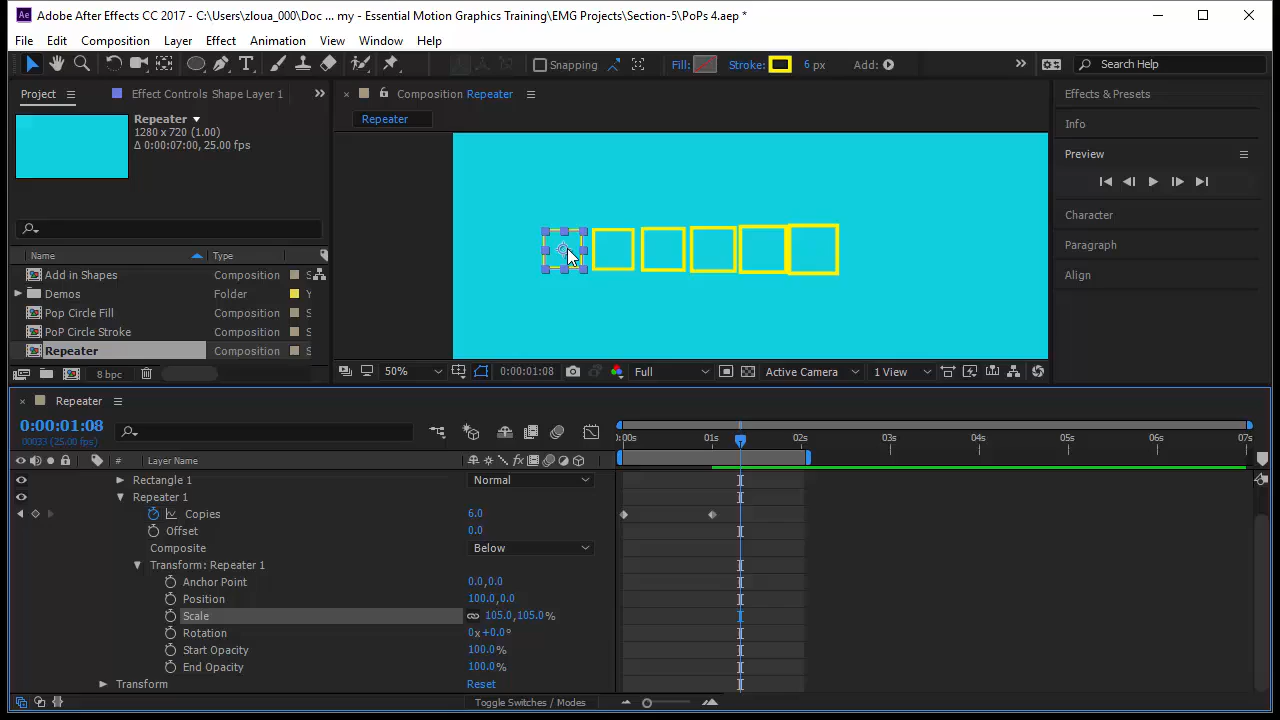 Ae Adobe After Effects CC 2017 - C:\Users\zloua_000\Doc ... my - Essential Motion Graphics Training\EMG Projects\Section-5\PoPs 4.aep *
File Edit Composition Layer Effect Animation View Window Help
Snapping Fill: Stroke: 6 px Add: Search Help
Project Effect Controls Shape Layer 1 Composition Repeater Effects & Presets
Repeater
1280 x 720 (1.00)
Δ 0:00:07:00, 25.00 fps
Repeater
Info
Preview
Character
Paragraph
Align
Name Type
Add in Shapes Composition S
Demos Folder Y
Pop Circle Fill Composition S
PoP Circle Stroke Composition S
Repeater Composition S
8 bpc 50% 0:00:01:08 Full Active Camera 1 View
Repeater
0:00:01:08
00033 (25.00 fps)
:00s 01s 02s 03s 04s 05s 06s 07s
# Layer Name
Rectangle 1 Normal
Repeater 1
Copies 6.0
Offset 0.0
Composite Below
Transform: Repeater 1
Anchor Point 0.0,0.0
Position 100.0,0.0
Scale 105.0,105.0%
Rotation 0x+0.0°
Start Opacity 100.0%
End Opacity 100.0%
Transform Reset
Toggle Switches / Modes